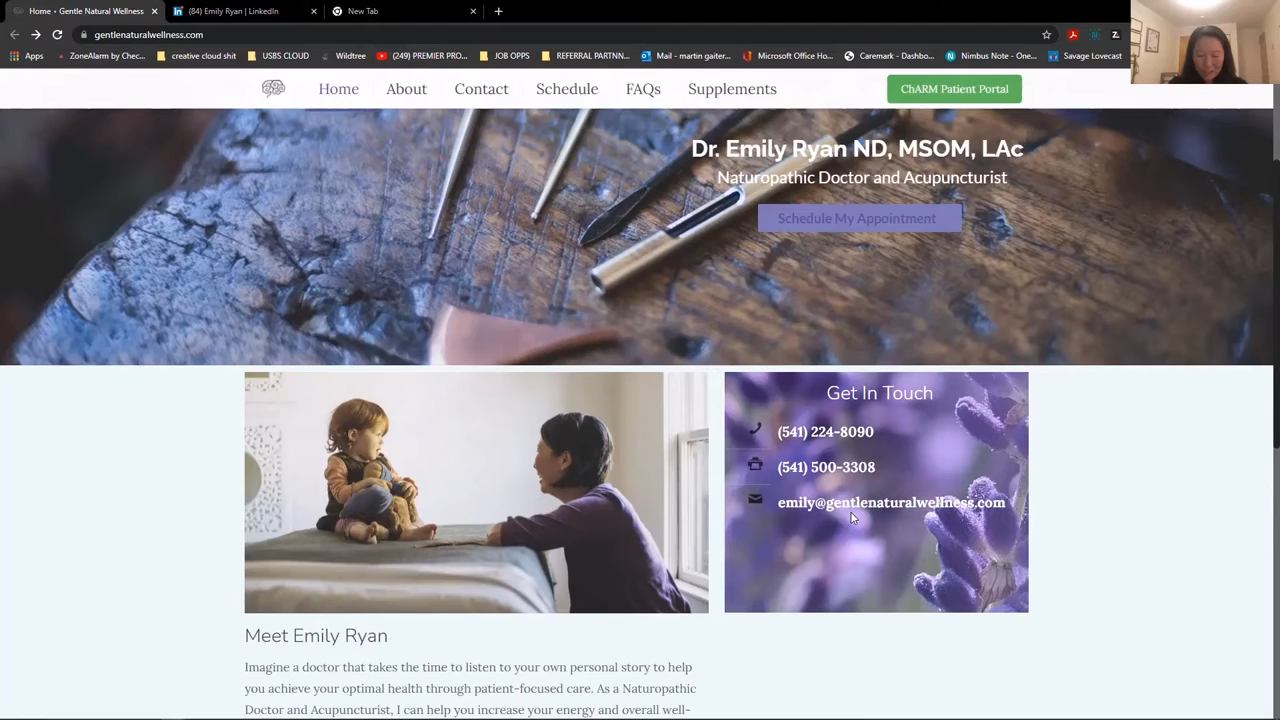 Home • Gentle Natural Wellness
(84) Emily Ryan | LinkedIn
New Tab
gentlenaturalwellness.com
Apps
ZoneAlarm by Chec...
creative cloud shit
USBS CLOUD
Wildtree
(249) PREMIER PRO...
JOB OPPS
REFERRAL PARTNN...
Mail - martin gaiter...
Microsoft Office Ho...
Caremark - Dashbo...
Nimbus Note - One...
Savage Lovecast
Home
About
Contact
Schedule
FAQs
Supplements
ChARM Patient Portal
Dr. Emily Ryan ND, MSOM, LAc
Naturopathic Doctor and Acupuncturist
Schedule My Appointment
Get In Touch
(541) 224-8090
(541) 500-3308
emily@gentlenaturalwellness.com
Meet Emily Ryan
Imagine a doctor that takes the time to listen to your own personal story to help
you achieve your optimal health through patient-focused care. As a Naturopathic
Doctor and Acupuncturist, I can help you increase your energy and overall well-